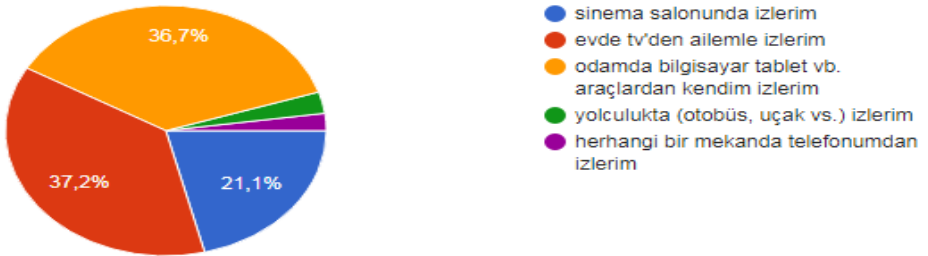 36,7%
37,2%
21,1%
sinema salonunda izlerim
evde tv'den ailemle izlerim
odamda bilgisayar tablet vb.
araçlardan kendim izlerim
yolculukta (otobüs, uçak vs.) izlerim
herhangi bir mekanda telefonumdan
izlerim